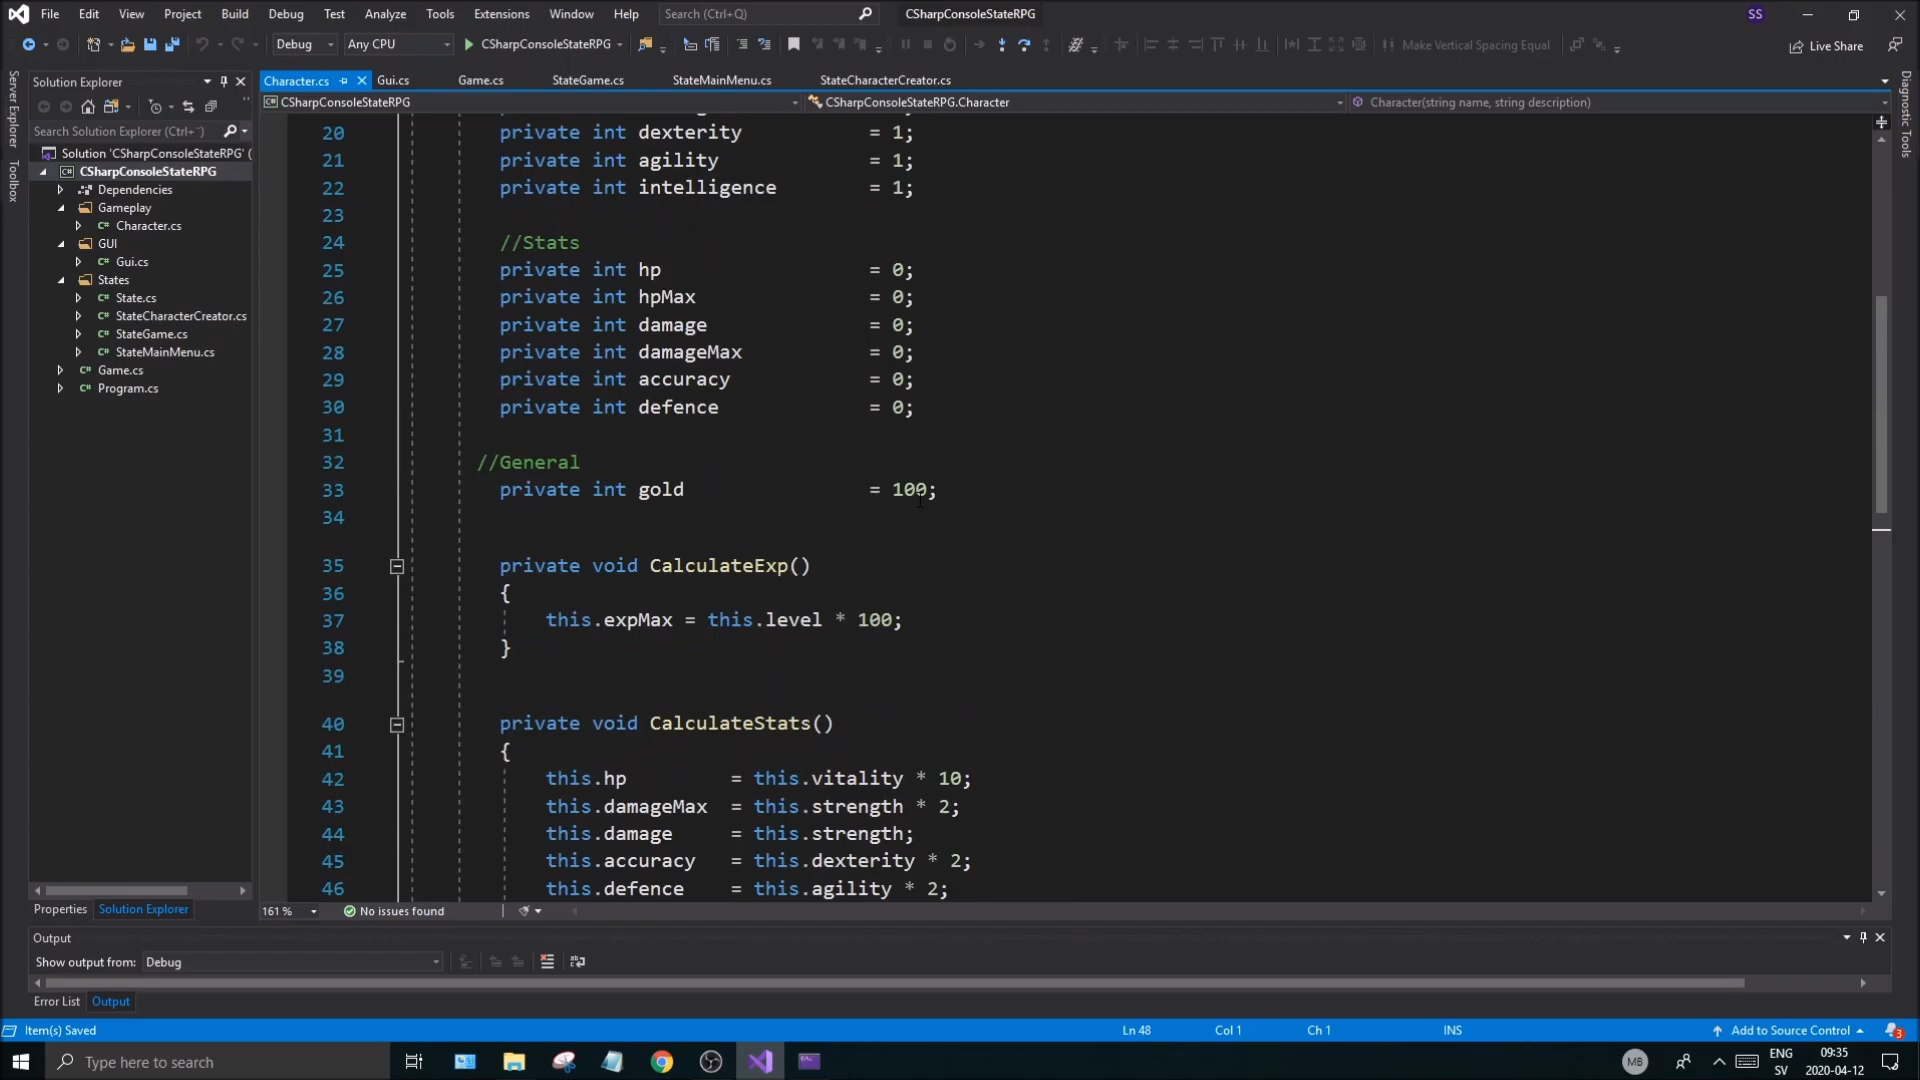 File Edit View Project Build Debug Test Analyze Tools Extensions Window Help Search (Ctrl+Q) CSharpConsoleStateRPG SS
Debug Any CPU CSharpConsoleStateRPG Make Vertical Spacing Equal Live Share
Server Explorer
Toolbox
Solution Explorer
Search Solution Explorer (Ctrl+
Solution 'CSharpConsoleStateRPG' (
CSharpConsoleStateRPG
Dependencies
Gameplay
C# Character.cs
GUI
C# Gui.cs
States
C# State.cs
C# StateCharacterCreator.cs
C# StateGame.cs
C# StateMainMenu.cs
C# Game.cs
C# Program.cs
Properties Solution Explorer
Character.cs Gui.cs Game.cs StateGame.cs StateMainMenu.cs StateCharacterCreator.cs
CSharpConsoleStateRPG CSharpConsoleStateRPG.Character Character(string name, string description)
20 private int dexterity = 1;
21 private int agility = 1;
22 private int intelligence = 1;
23
24 //Stats
25 private int hp = 0;
26 private int hpMax = 0;
27 private int damage = 0;
28 private int damageMax = 0;
29 private int accuracy = 0;
30 private int defence = 0;
31
32 //General
33 private int gold = 100;
34
35 private void CalculateExp()
36 {
37 this.expMax = this.level * 100;
38 }
39
40 private void CalculateStats()
41 {
42 this.hp = this.vitality * 10;
43 this.damageMax = this.strength * 2;
44 this.damage = this.strength;
45 this.accuracy = this.dexterity * 2;
46 this.defence = this.agility * 2;
161 % No issues found
Diagnostic Tools
Output
Show output from: Debug
Error List Output
Item(s) Saved Ln 48 Col 1 Ch 1 INS Add to Source Control 3
Type here to search MB ENG SV 09:35 2020-04-12